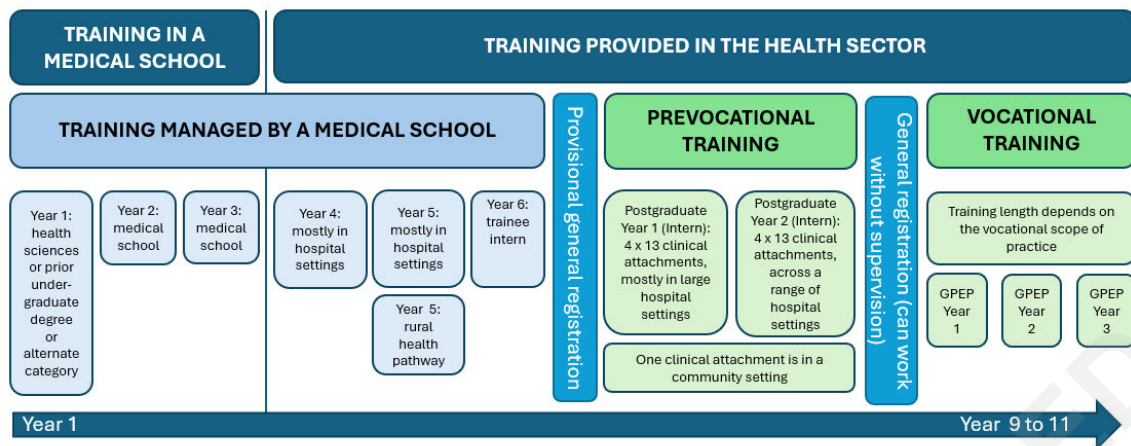 TRAINING IN A
MEDICAL SCHOOL
TRAINING PROVIDED IN THE HEALTH SECTOR
TRAINING MANAGED BY A MEDICAL SCHOOL
Provisional general registration
PREVOCATIONAL
TRAINING
General registration (can work
without supervision)
VOCATIONAL
TRAINING
Year 1:
health
sciences
or prior
under-
graduate
degree
or
alternate
category
Year 2:
medical
school
Year 3:
medical
school
Year 4:
mostly in
hospital
settings
Year 5:
mostly in
hospital
settings
Year 6:
trainee
intern
Year 5:
rural
health
pathway
Postgraduate
Year 1 (Intern):
4 x 13 clinical
attachments,
mostly in large
hospital
settings
Postgraduate
Year 2 (Intern):
4 x 13 clinical
attachments,
across a
range of
hospital
settings
One clinical attachment is in a
community setting
Training length depends on
the vocational scope of
practice
GPEP
Year
1
GPEP
Year
2
GPEP
Year
3
Year 1
Year 9 to 11
ED